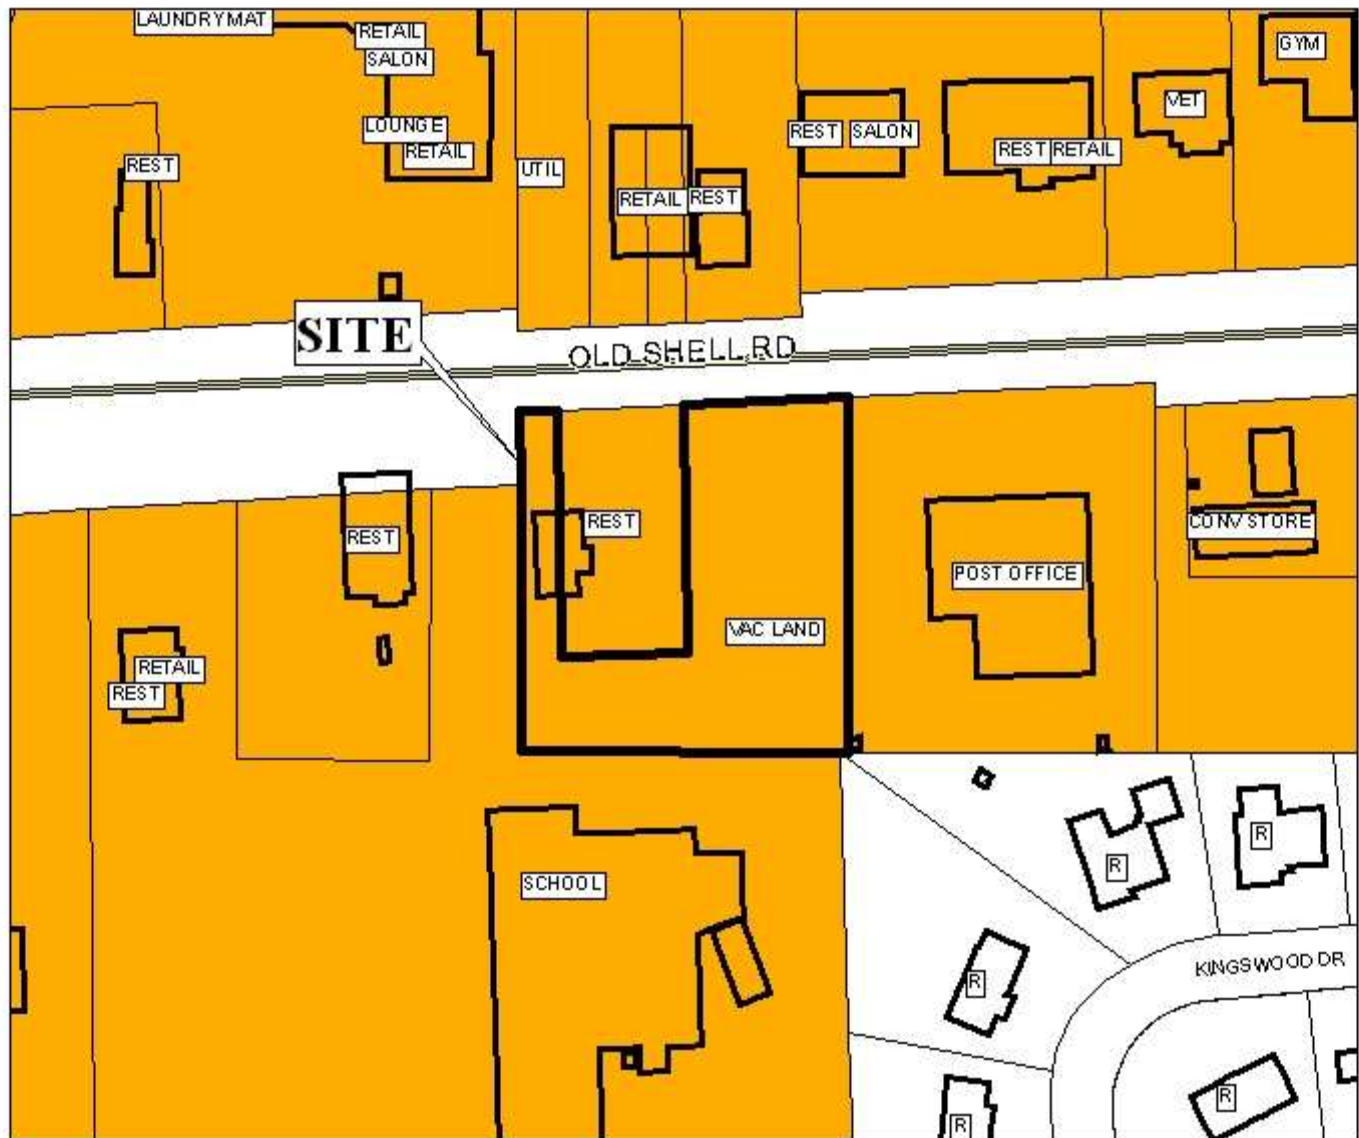 LAUNDRYMAT
RETAIL
SALON
LOUNGE
RETAIL
REST
UTIL
RETAIL REST
REST SALON
REST RETAIL
VET
GYM
SITE
OLD SHELL RD
REST
REST
VAC LAND
POST OFFICE
CONV STORE
RETAIL
REST
SCHOOL
R
R
R
KINGSWOOD DR
R
R